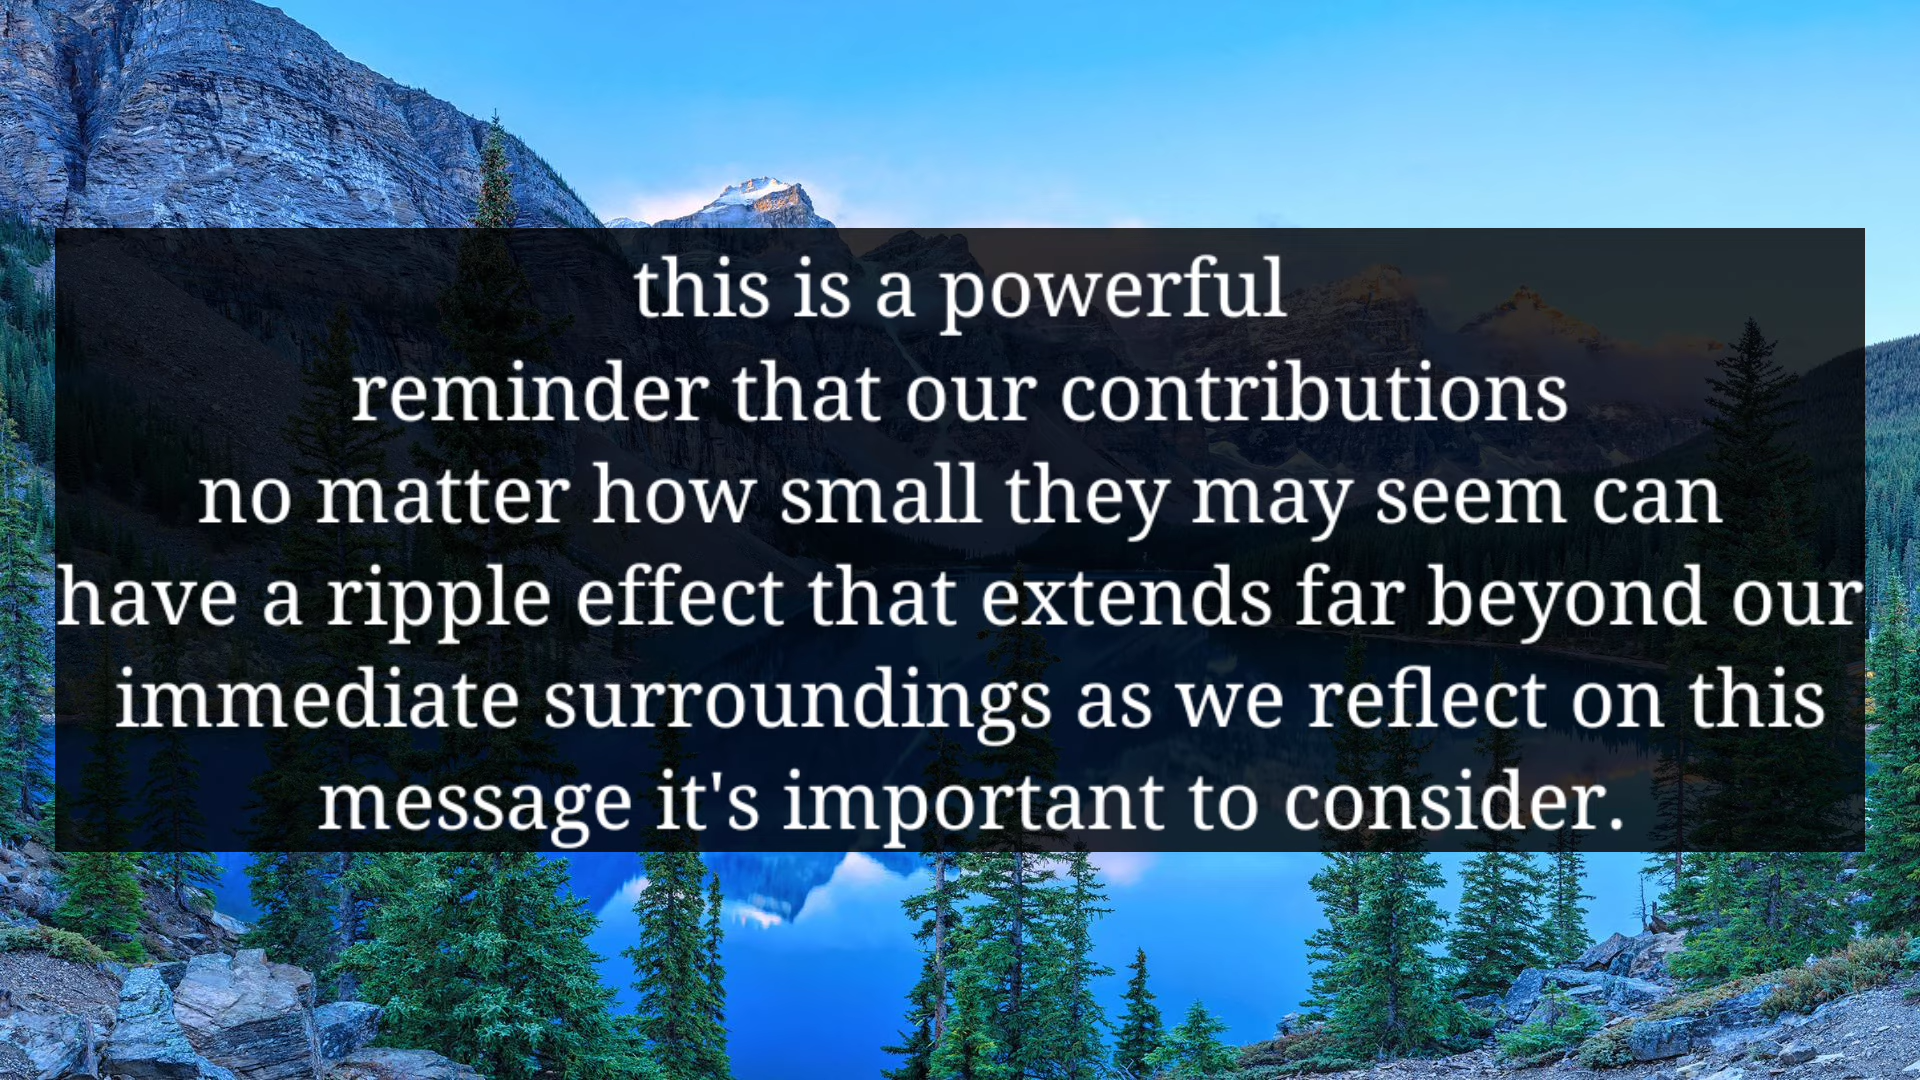 this is a powerful
reminder that our contributions
no matter how small they may seem can
have a ripple effect that extends far beyond our
immediate surroundings as we reflect on this
message it's important to consider.